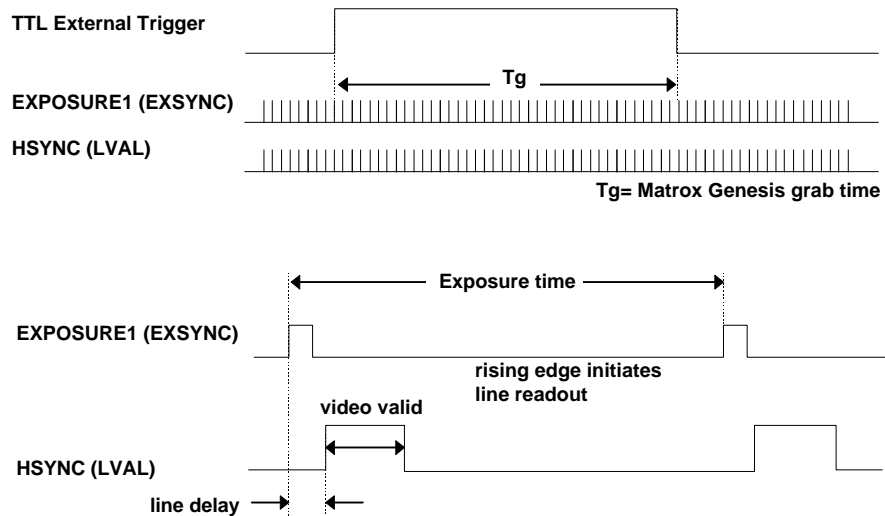 TTL External Trigger
Tg
EXPOSURE1 (EXSYNC)
HSYNC (LVAL)
Tg= Matrox Genesis grab time
Exposure time
EXPOSURE1 (EXSYNC)
rising edge initiates
line readout
video valid
HSYNC (LVAL)
line delay